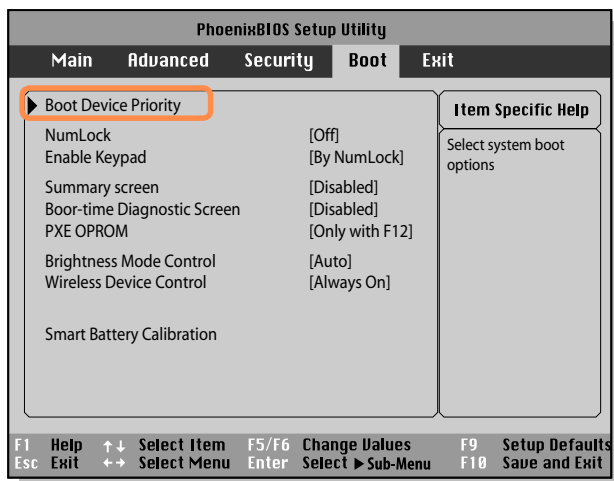 PhoenixBIOS Setup Utility
Main Advanced Security Boot Exit
Boot Device Priority
NumLock [Off]
Enable Keypad [By NumLock]
Summary screen [Disabled]
Boor-time Diagnostic Screen [Disabled]
PXE OPROM [Only with F12]
Brightness Mode Control [Auto]
Wireless Device Control [Always On]
Smart Battery Calibration
Item Specific Help
Select system boot
options
F1 Help ↑↓ Select Item F5/F6 Change Values F9 Setup Defaults
Esc Exit ←→ Select Menu Enter Select ▶ Sub-Menu F10 Save and Exit